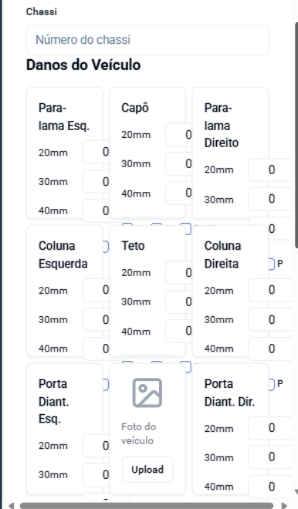 Chassi
Número do chassi
Danos do Veículo
Para-
lama Esq.
20mm 0
30mm 0
40mm 0
Capô
20mm 0
30mm 0
40mm 0
Para-
lama
Direito
20mm 0
30mm 0
0
Coluna
Esquerda
20mm 0
30mm 0
40mm 0
Teto
20mm 0
30mm 0
40mm 0
P
Coluna
Direita
20mm 0
30mm 0
40mm 0
Porta
Diant.
Esq.
20mm 0
30mm 0
Foto do
veículo
Upload
P
Porta
Diant. Dir.
20mm 0
30mm 0
40mm 0